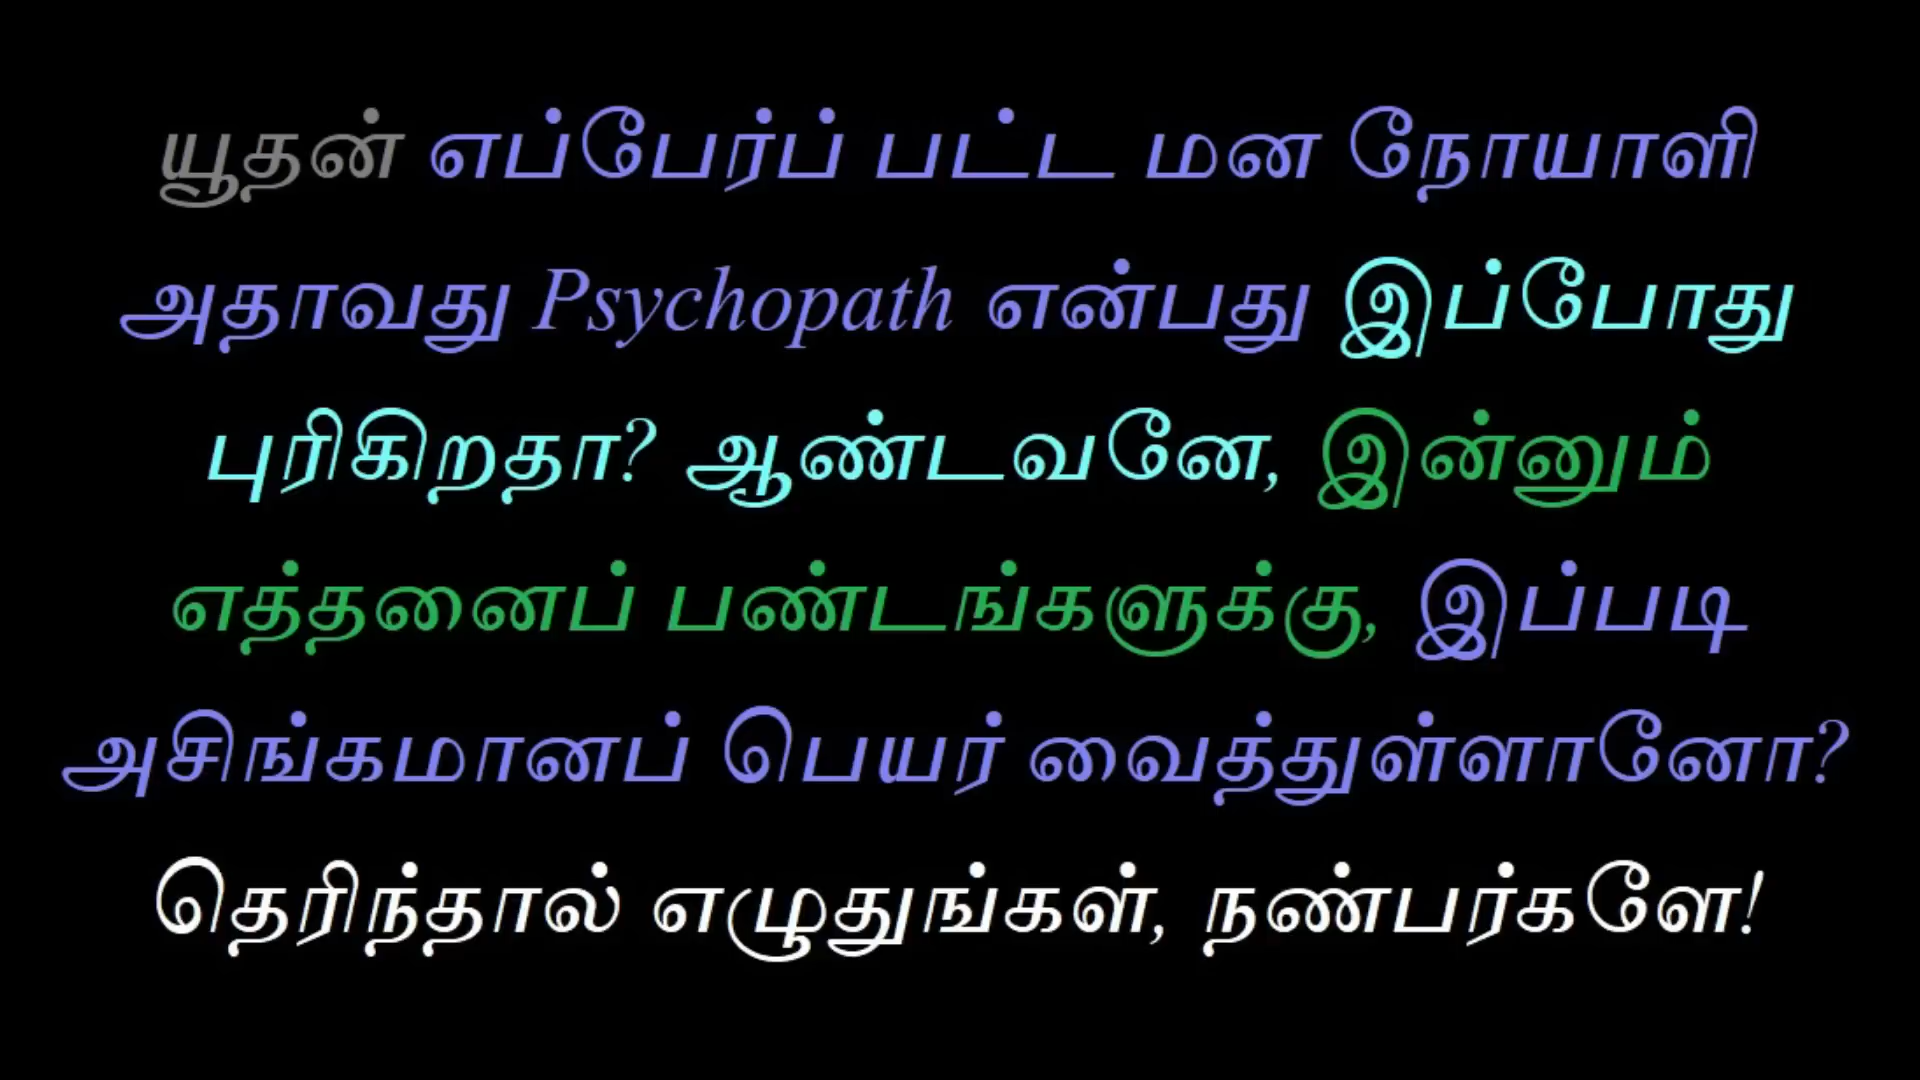 யூதன் எப்பேர்ப் பட்ட மன நோயாளி
அதாவது Psychopath என்பது இப்போது
புரிகிறதா? ஆண்டவனே, இன்னும்
எத்தனைப் பண்டங்களுக்கு, இப்படி
அசிங்கமானப் பெயர் வைத்துள்ளானோ?
தெரிந்தால் எழுதுங்கள், நண்பர்களே!